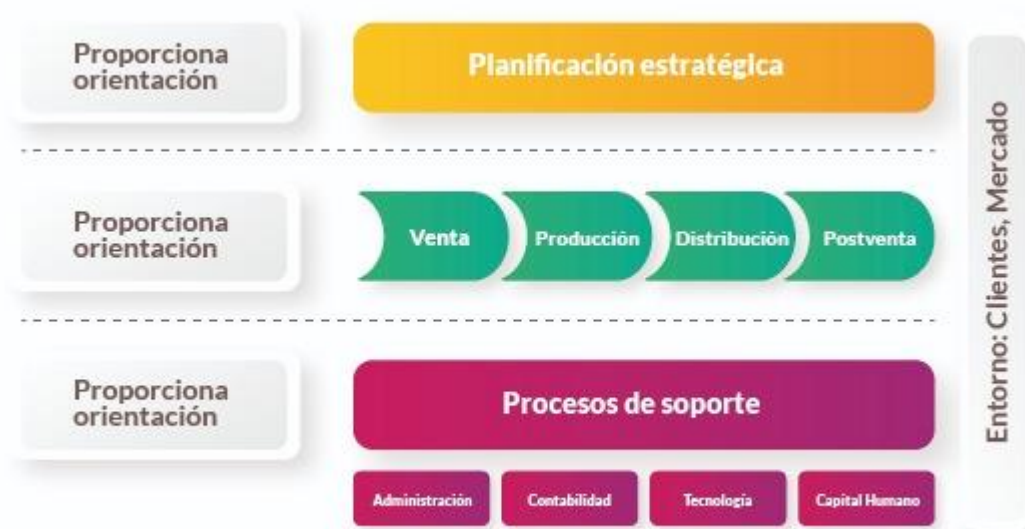 Proporciona
orientación
Planificación estratégica
Proporciona
orientación
Venta
Producción
Distribución
Postventa
Proporciona
orientación
Procesos de soporte
Administración
Contabilidad
Tecnología
Capital Humano
Entorno: Clientes, Mercado